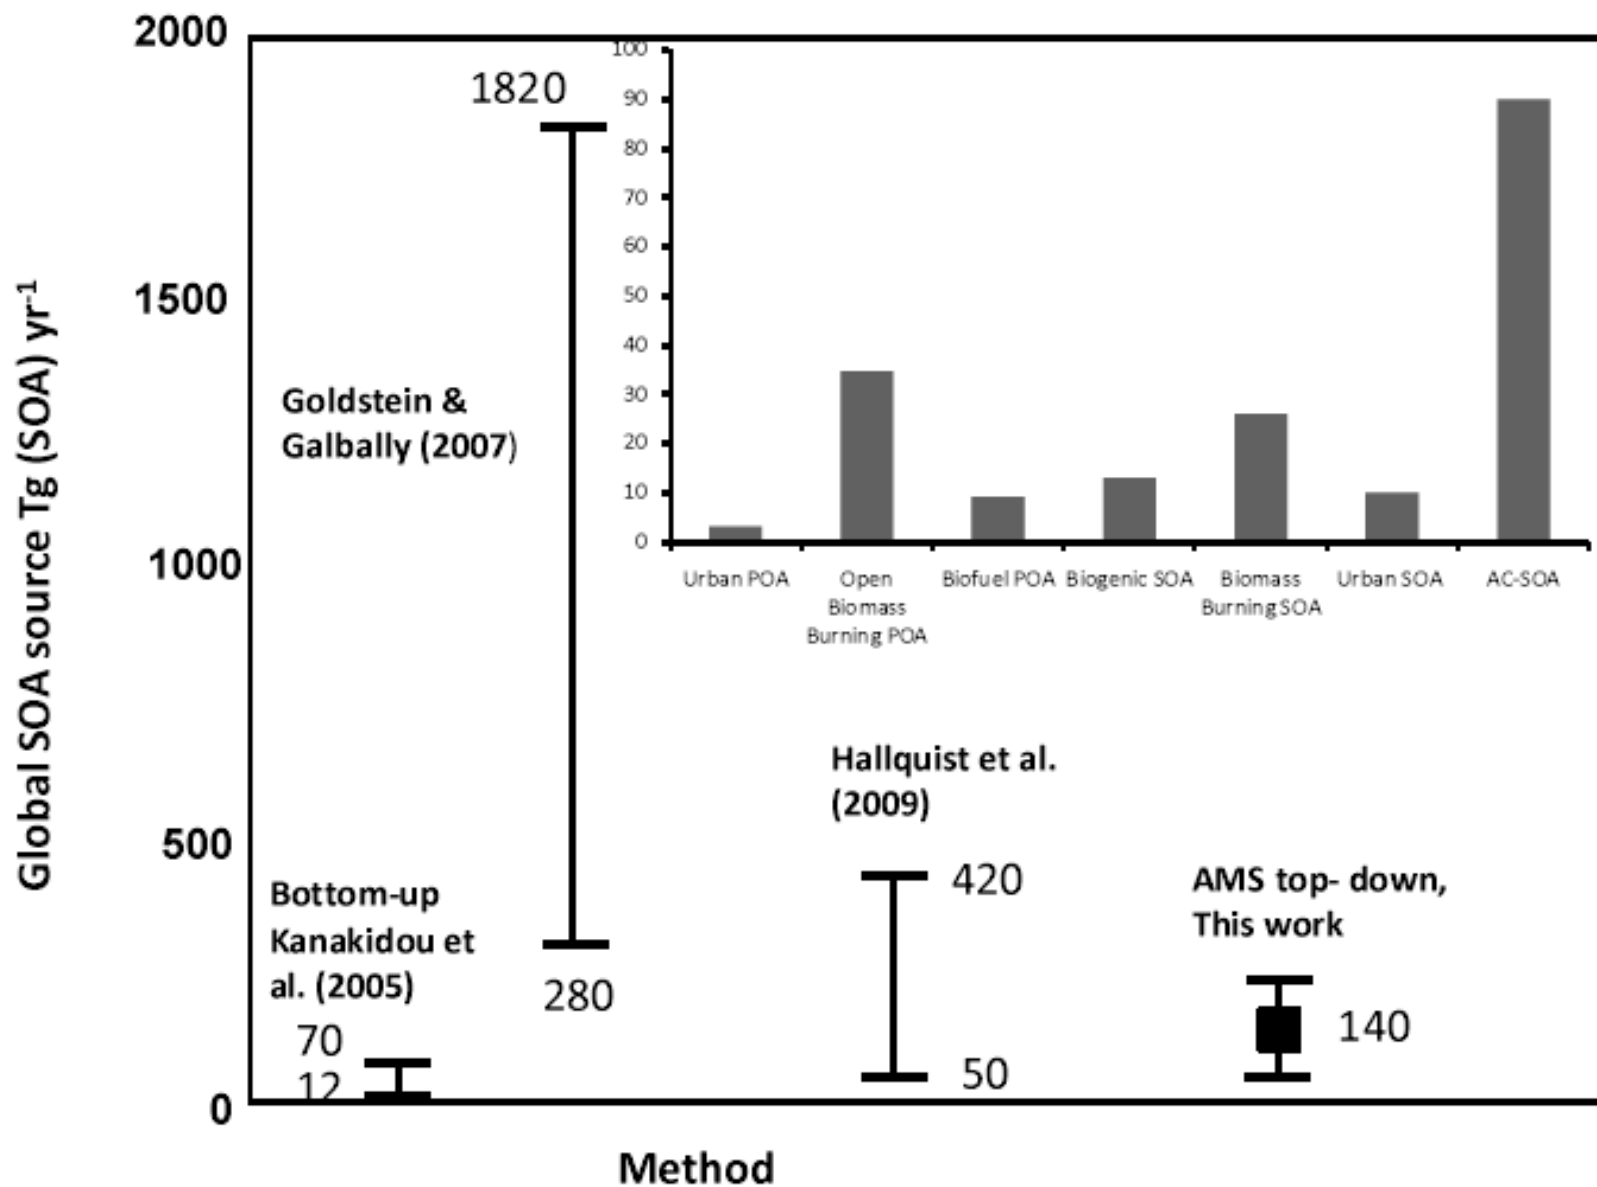 2000
1500
1000
500
0
Global SOA source Tg (SOA) yr-1
Method
Bottom-up
Kanakidou et
al. (2005)
70
12
Goldstein &
Galbally (2007)
1820
280
Hallquist et al.
(2009)
420
50
AMS top- down,
This work
140
100
90
80
70
60
50
40
30
20
10
0
Urban POA
Open
Biomass
Burning POA
Biofuel POA
Biogenic SOA
Biomass
Burning SOA
Urban SOA
AC-SOA